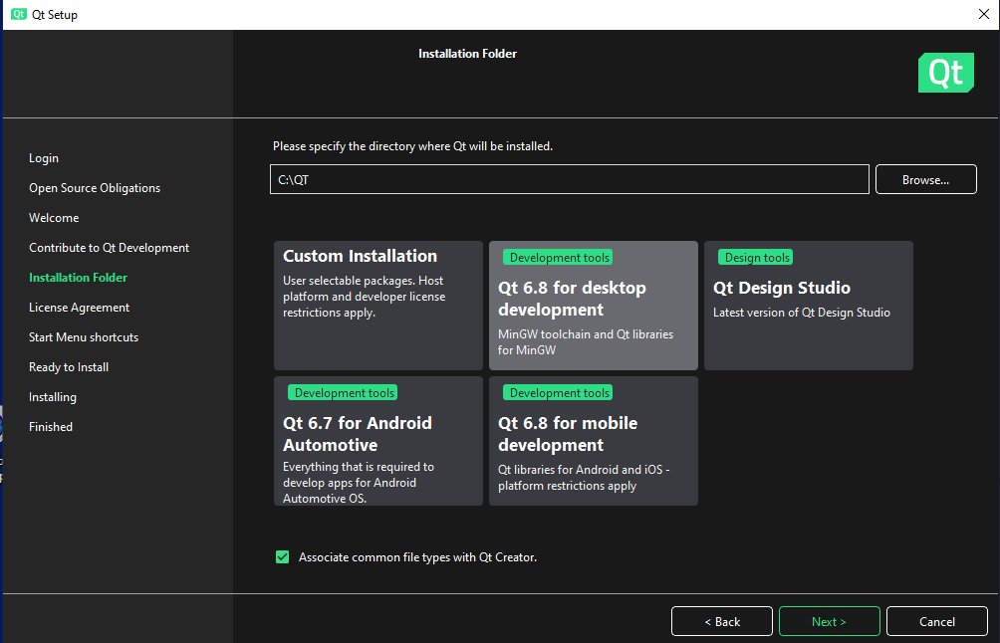 Qt Qt Setup
Installation Folder
Qt
Login
Open Source Obligations
Welcome
Contribute to Qt Development
Installation Folder
License Agreement
Start Menu shortcuts
Ready to Install
Installing
Finished
Please specify the directory where Qt will be installed.
C:\QT
Browse...
Custom Installation
User selectable packages. Host
platform and developer license
restrictions apply.
Development tools
Qt 6.8 for desktop
development
MinGW toolchain and Qt libraries
for MinGW
Design tools
Qt Design Studio
Latest version of Qt Design Studio
Development tools
Qt 6.7 for Android
Automotive
Everything that is required to
develop apps for Android
Automotive OS.
Development tools
Qt 6.8 for mobile
development
Qt libraries for Android and iOS -
platform restrictions apply
Associate common file types with Qt Creator.
< Back
Next >
Cancel